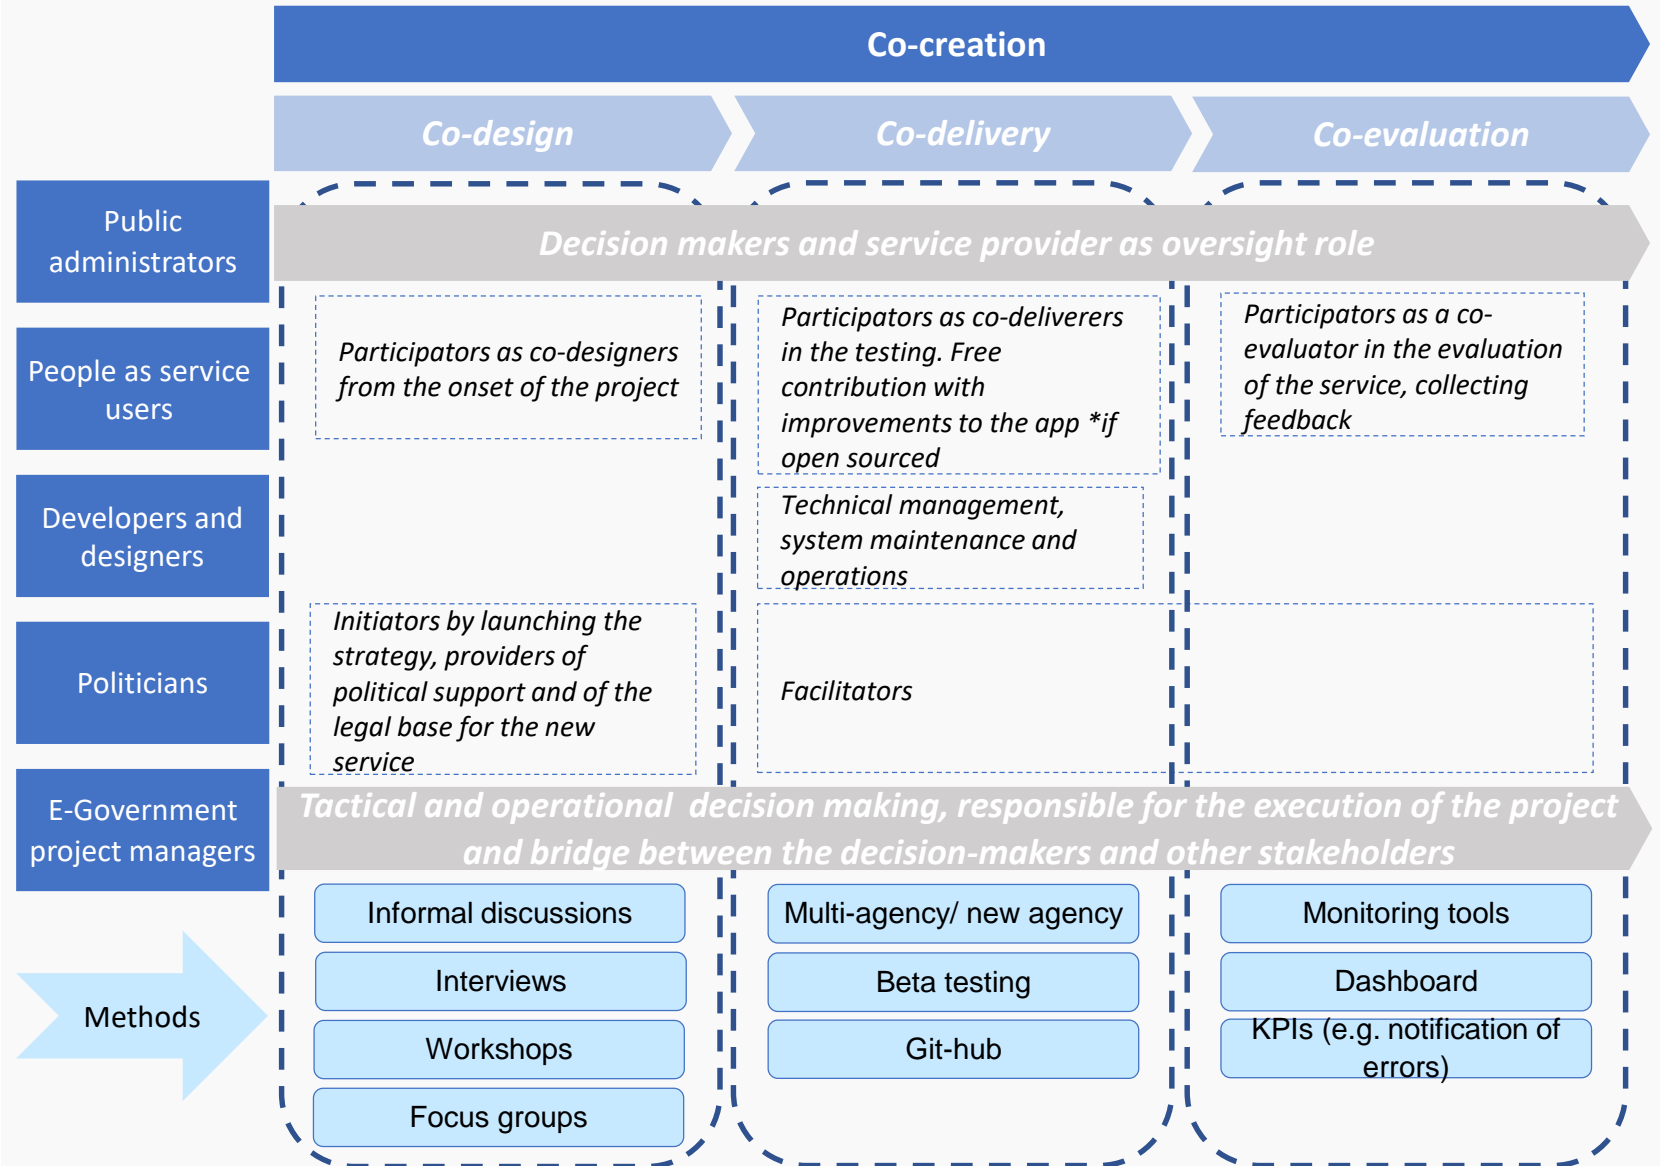 Co-creation
Co-design
Co-delivery
Co-evaluation
Public
administrators
Decision makers and service provider as oversight role
People as service
users
Participators as co-designers
from the onset of the project
Participators as co-deliverers
in the testing. Free
contribution with
improvements to the app *if
open sourced
Participators as a co-
evaluator in the evaluation
of the service, collecting
feedback
Developers and
designers
Technical management,
system maintenance and
operations
Politicians
Initiators by launching the
strategy, providers of
political support and of the
legal base for the new
service
Facilitators
E-Government
project managers
Tactical and operational decision making, responsible for the execution of the project
and bridge between the decision-makers and other stakeholders
Methods
Informal discussions
Interviews
Workshops
Focus groups
Multi-agency/ new agency
Beta testing
Git-hub
Monitoring tools
Dashboard
KPIs (e.g. notification of
errors)